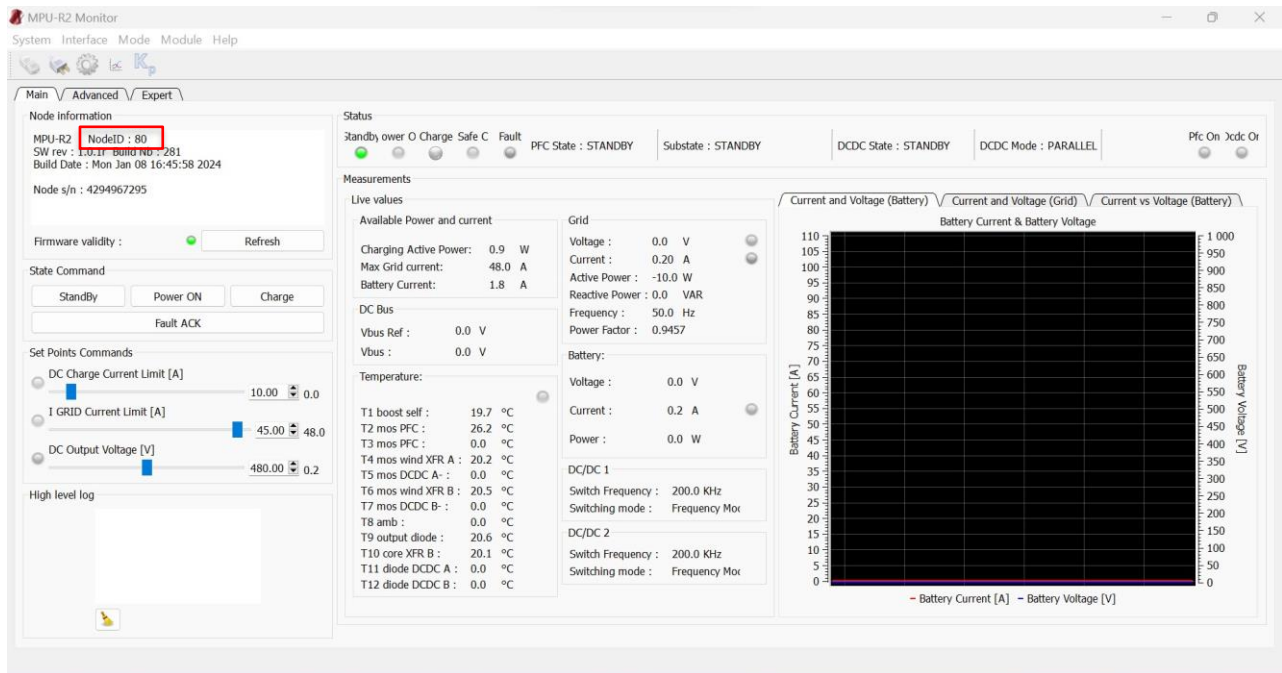 MPU-R2 Monitor
System Interface Mode Module Help
Kp
Main Advanced Expert
Node information
MPU-R2 NodeID : 80
SW rev : 1.0.1r Build Nb : 281
Build Date : Mon Jan 08 16:45:58 2024
Node s/n : 4294967295
Firmware validity : Refresh
State Command
StandBy Power ON Charge
Fault ACK
Set Points Commands
DC Charge Current Limit [A]
10.00 0.0
I GRID Current Limit [A]
45.00 48.0
DC Output Voltage [V]
480.00 0.2
High level log
Status
Standby ower O Charge Safe C Fault
PFC State : STANDBY Substate : STANDBY DCDC State : STANDBY DCDC Mode : PARALLEL
Pfc On Dcdc On
Measurements
Live values
Available Power and current
Charging Active Power: 0.9 W
Max Grid current: 48.0 A
Battery Current: 1.8 A
DC Bus
Vbus Ref : 0.0 V
Vbus : 0.0 V
Temperature:
T1 boost self : 19.7 °C
T2 mos PFC : 26.2 °C
T3 mos PFC : 0.0 °C
T4 mos wind XFR A : 20.2 °C
T5 mos DCDC A- : 0.0 °C
T6 mos wind XFR B : 20.5 °C
T7 mos DCDC B- : 0.0 °C
T8 amb : 0.0 °C
T9 output diode : 20.6 °C
T10 core XFR B : 20.1 °C
T11 diode DCDC A : 0.0 °C
T12 diode DCDC B : 0.0 °C
Grid
Voltage : 0.0 V
Current : 0.20 A
Active Power : -10.0 W
Reactive Power : 0.0 VAR
Frequency : 50.0 Hz
Power Factor : 0.9457
Battery:
Voltage : 0.0 V
Current : 0.2 A
Power : 0.0 W
DC/DC 1
Switch Frequency : 200.0 KHz
Switching mode : Frequency Mod
DC/DC 2
Switch Frequency : 200.0 KHz
Switching mode : Frequency Mod
Current and Voltage (Battery) Current and Voltage (Grid) Current vs Voltage (Battery)
Battery Current & Battery Voltage
110
105
100
95
90
85
80
75
70
65
60
55
50
45
40
35
30
25
20
15
10
5
0
Battery Current [A]
1 000
950
900
850
800
750
700
650
600
550
500
450
400
350
300
250
200
150
100
50
0
Battery Voltage [V]
Battery Current [A] Battery Voltage [V]